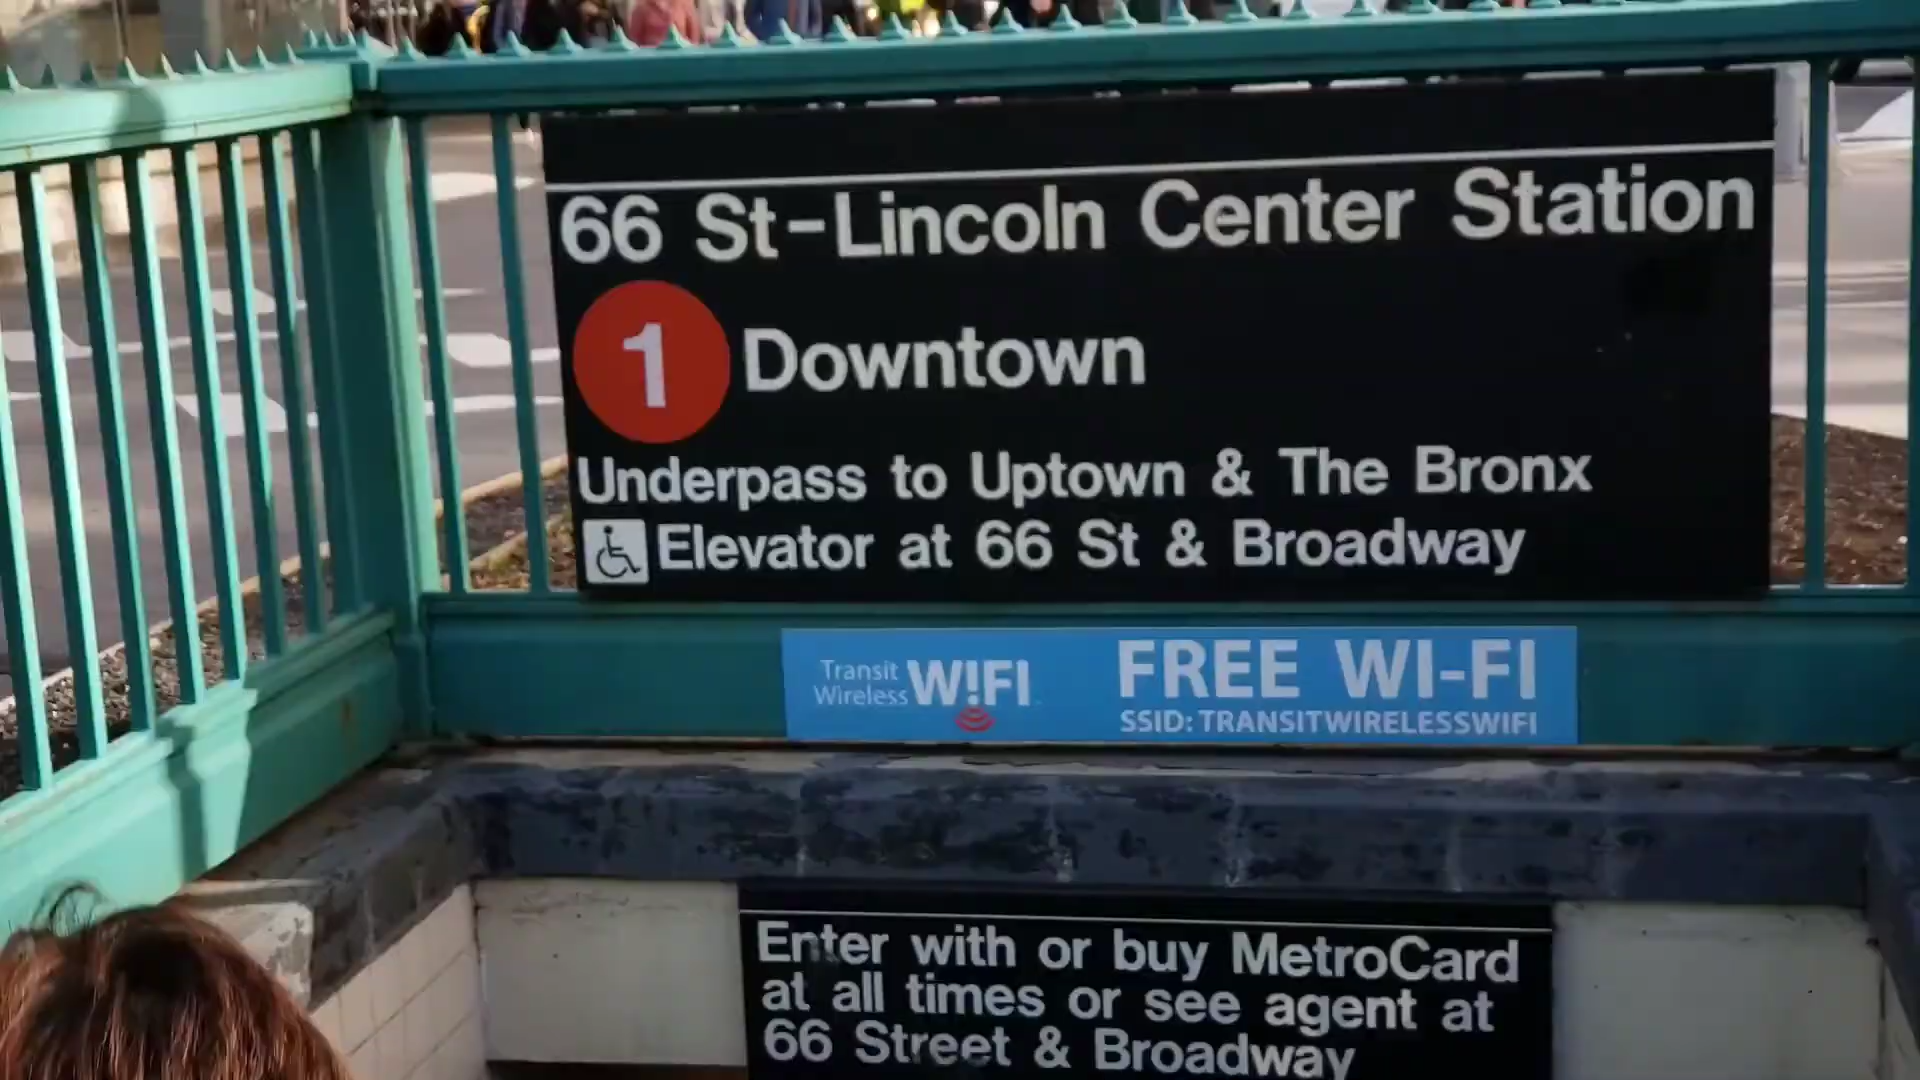 66 St-Lincoln Center Station
1 Downtown
Underpass to Uptown & The Bronx
Elevator at 66 St & Broadway
Transit Wireless W!FI
FREE WI-FI
SSID: TRANSITWIRELESSWIFI
Enter with or buy MetroCard
at all times or see agent at
66 Street & Broadway